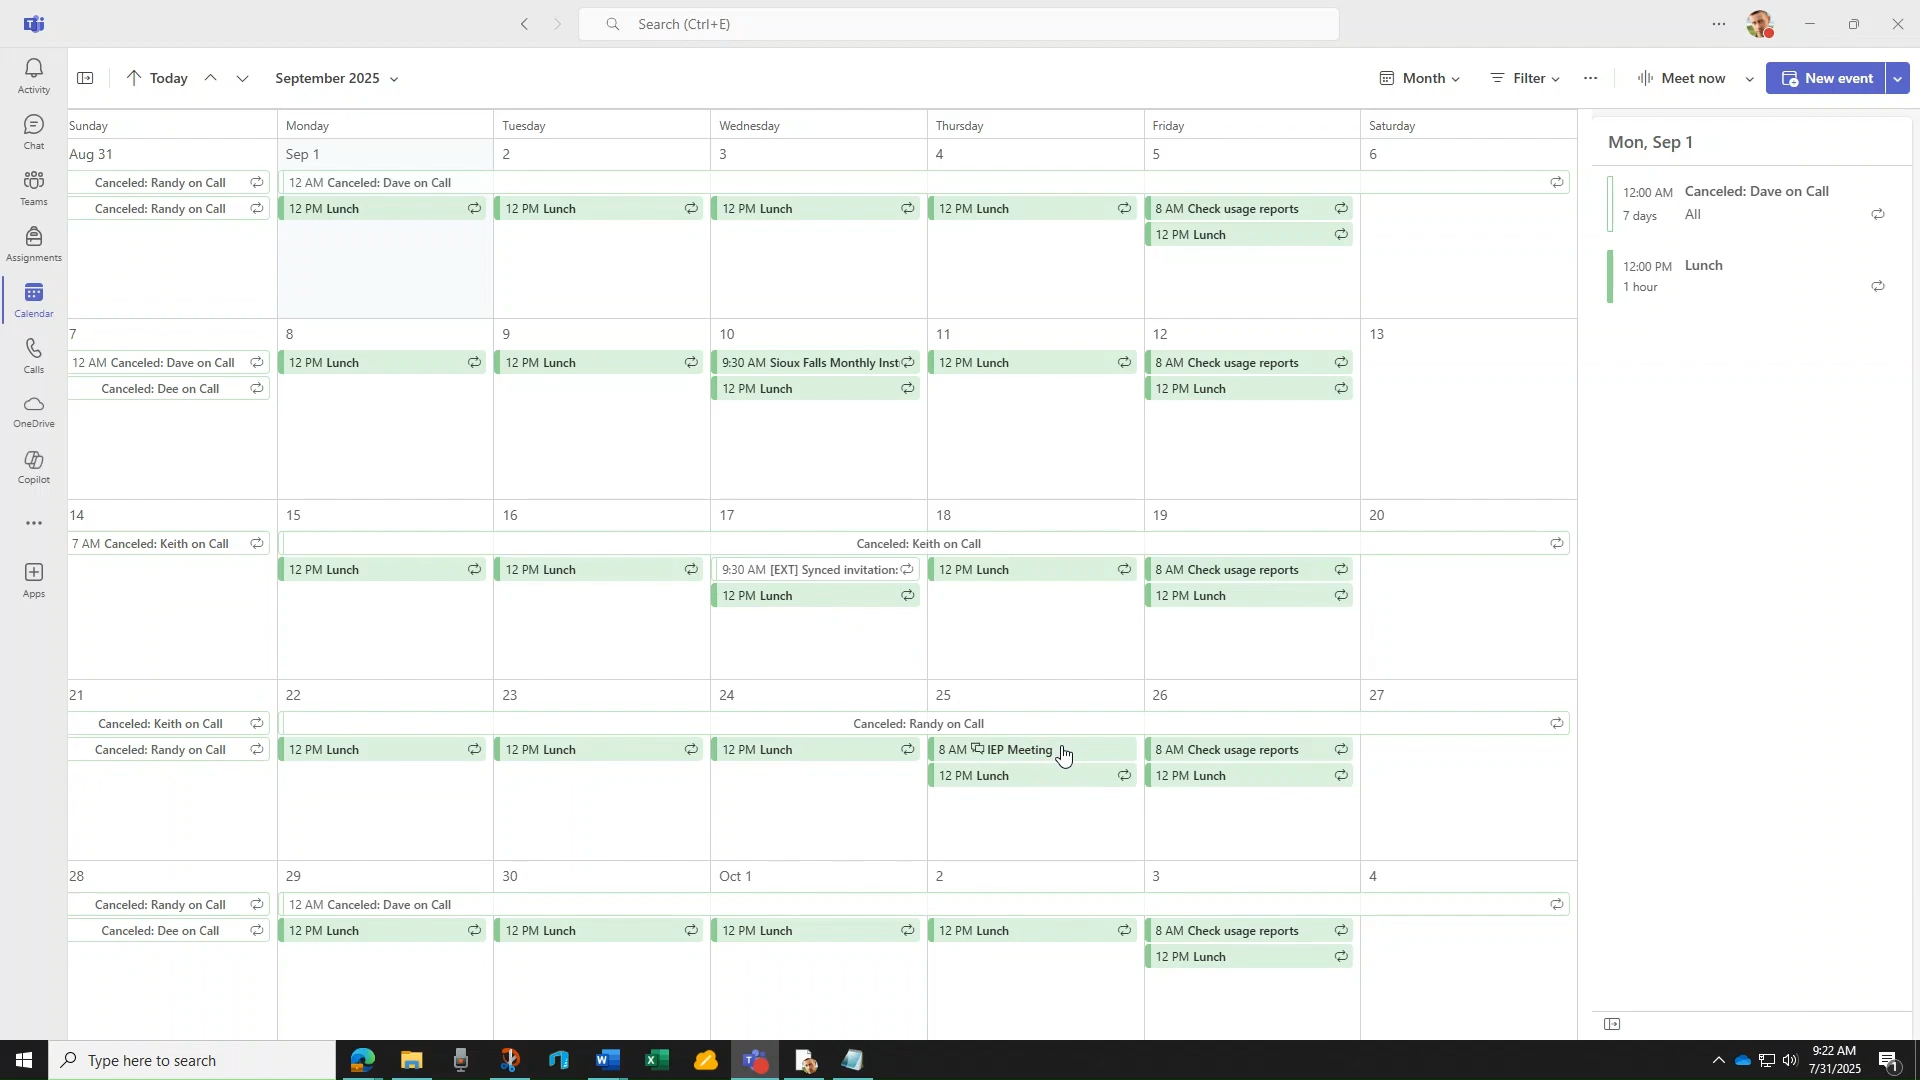 Search (Ctrl+E)
Activity
Chat
Teams
Assignments
Calendar
Calls
OneDrive
Copilot
Apps
Today
September 2025
Month
Filter
Meet now
New event
Sunday Monday Tuesday Wednesday Thursday Friday Saturday
Aug 31 Sep 1 2 3 4 5 6
Canceled: Randy on Call 12 AM Canceled: Dave on Call
Canceled: Randy on Call 12 PM Lunch 12 PM Lunch 12 PM Lunch 12 PM Lunch 8 AM Check usage reports
12 PM Lunch
7 8 9 10 11 12 13
12 AM Canceled: Dave on Call 12 PM Lunch 12 PM Lunch 9:30 AM Sioux Falls Monthly Inst 12 PM Lunch 8 AM Check usage reports
Canceled: Dee on Call 12 PM Lunch 12 PM Lunch
14 15 16 17 18 19 20
7 AM Canceled: Keith on Call Canceled: Keith on Call
12 PM Lunch 12 PM Lunch 9:30 AM [EXT] Synced invitation: 12 PM Lunch 8 AM Check usage reports
12 PM Lunch 12 PM Lunch
21 22 23 24 25 26 27
Canceled: Keith on Call Canceled: Randy on Call
Canceled: Randy on Call 12 PM Lunch 12 PM Lunch 12 PM Lunch 8 AM IEP Meeting 8 AM Check usage reports
12 PM Lunch 12 PM Lunch
28 29 30 Oct 1 2 3 4
Canceled: Randy on Call 12 AM Canceled: Dave on Call
Canceled: Dee on Call 12 PM Lunch 12 PM Lunch 12 PM Lunch 12 PM Lunch 8 AM Check usage reports
12 PM Lunch
Mon, Sep 1
12:00 AM Canceled: Dave on Call
7 days All
12:00 PM Lunch
1 hour
Type here to search
9:22 AM
7/31/2025
1